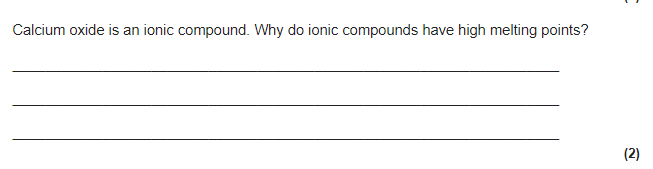 Calcium oxide is an ionic compound. Why do ionic compounds have high melting points?
(2)